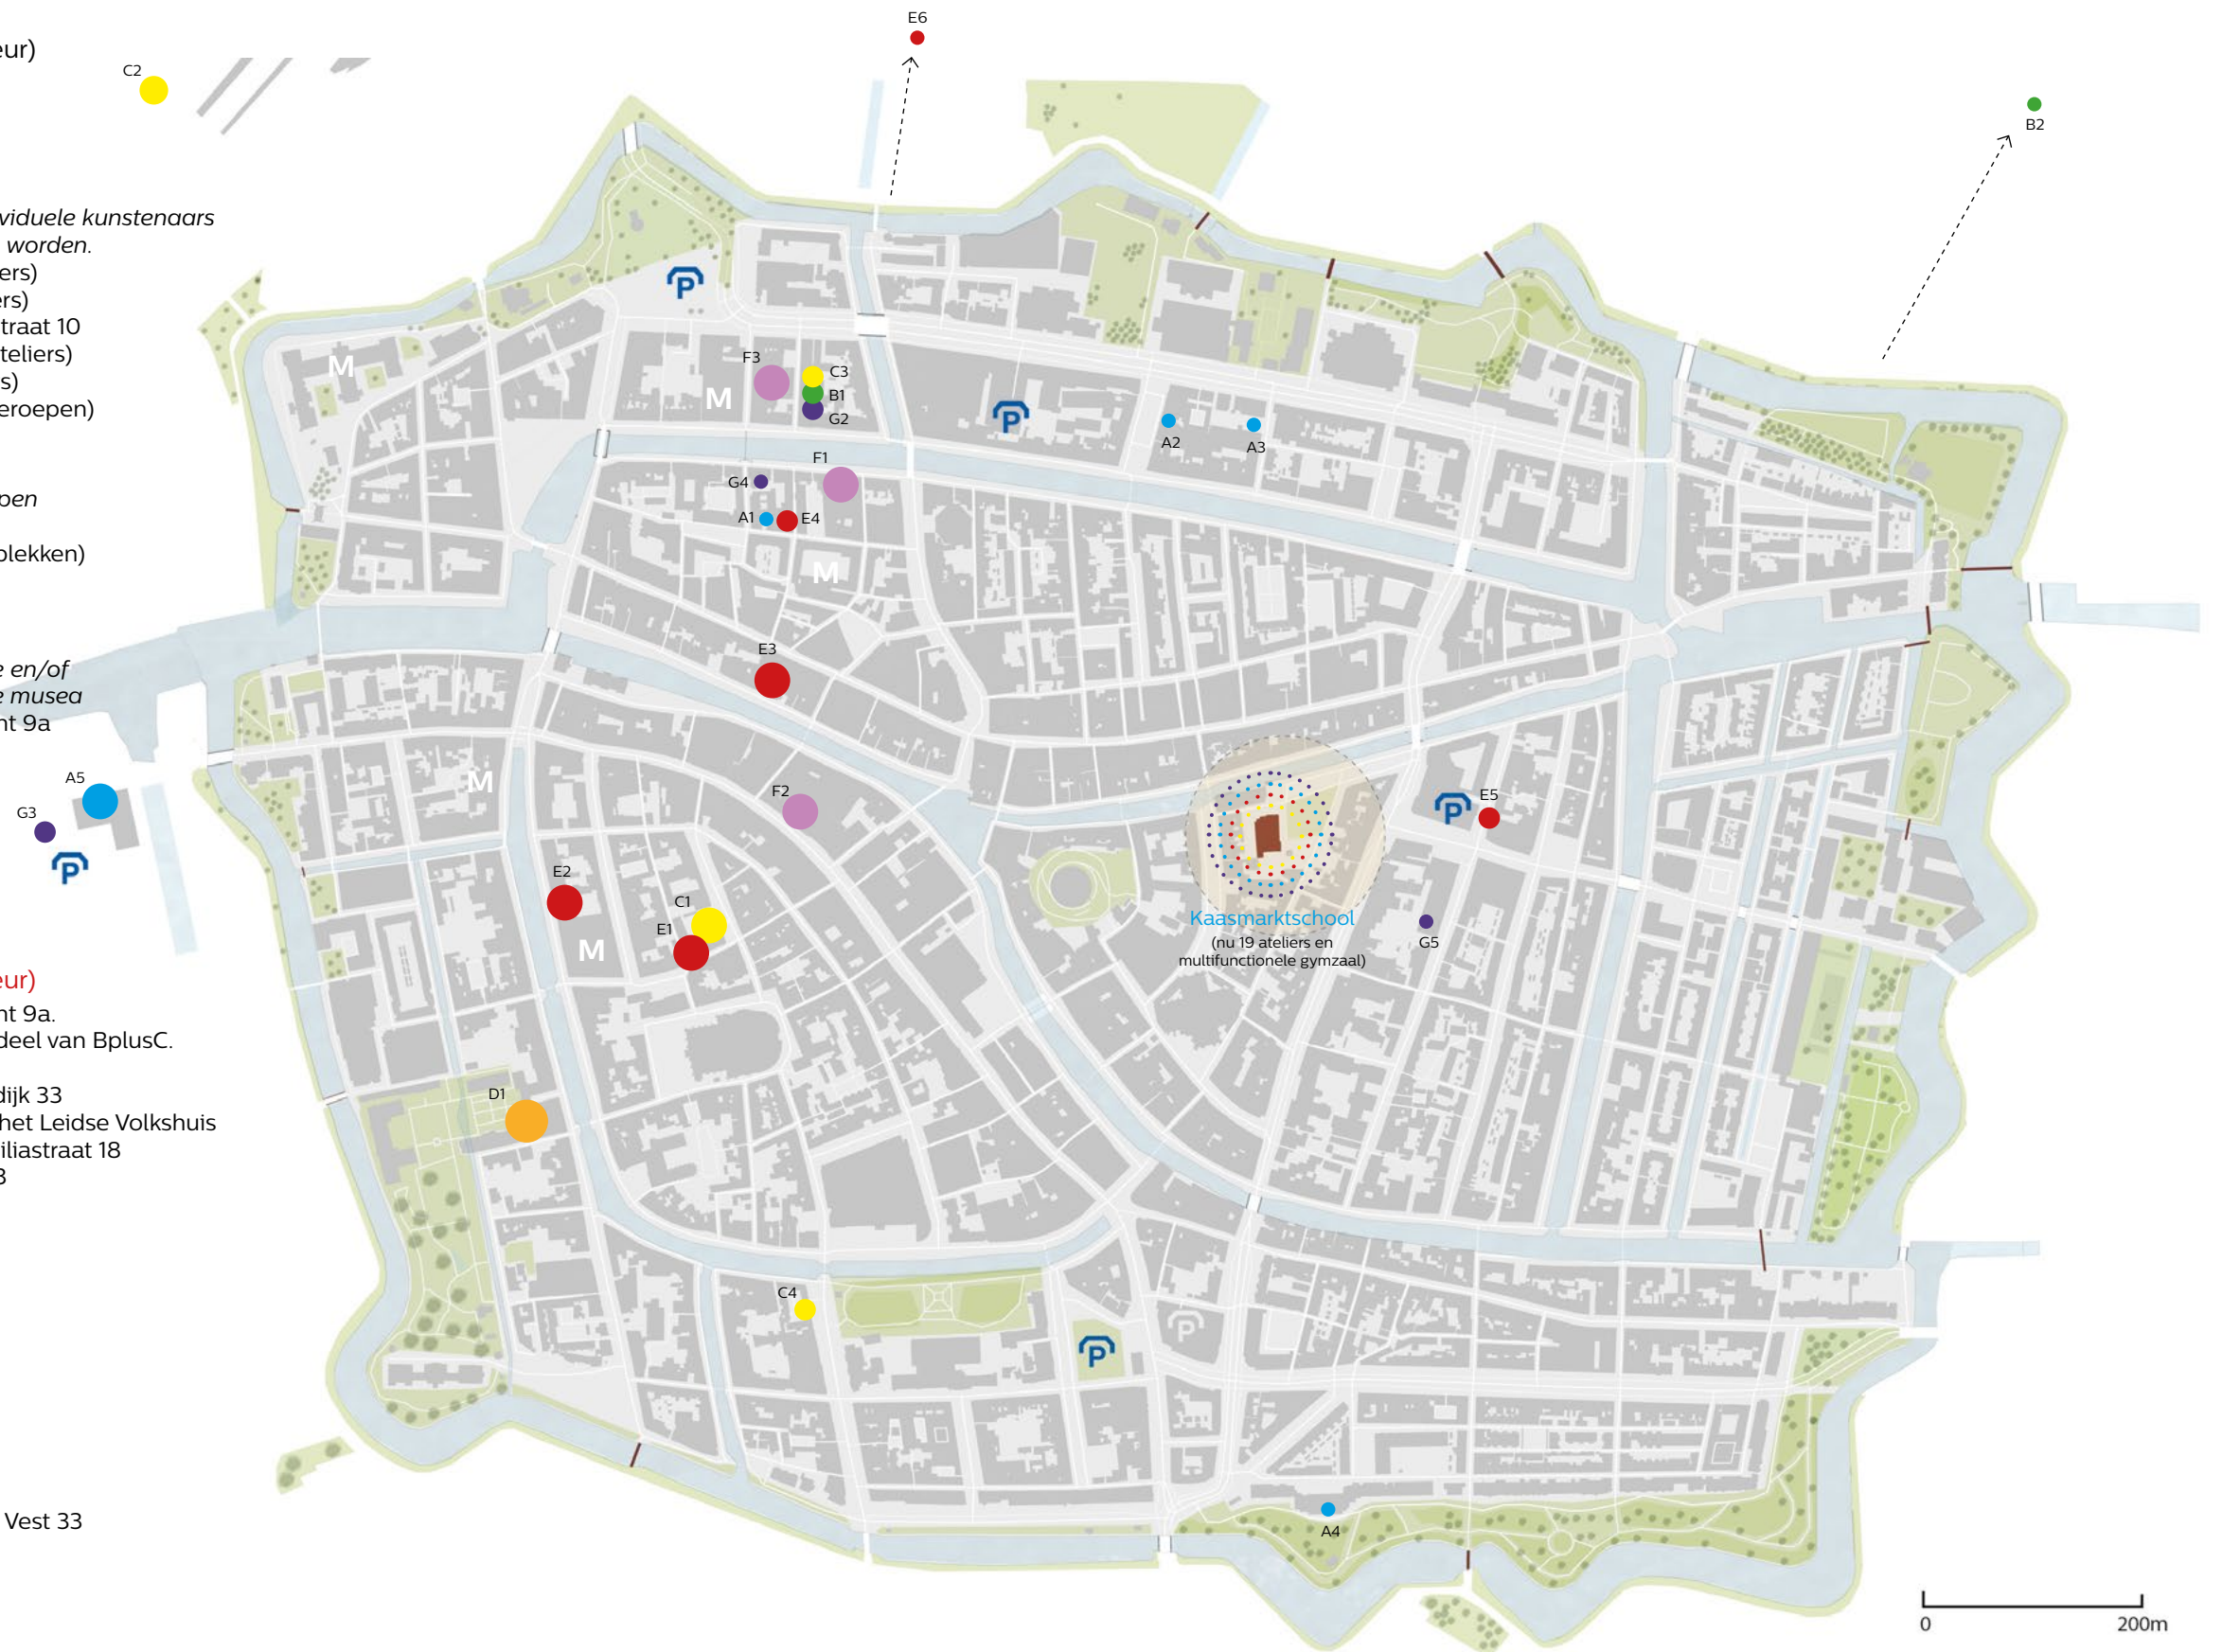 eur)
viduele kunstenaars
worden.
ers)
ers)
traat 10
teliers)
s)
eroepen)
pen
olekken)
e en/of
e musea
nt 9a
eur)
nt 9a.
deel van BplusC.
dijk 33
het Leidse Volkshuis
iliastraat 18
3
Vest 33
E6
C2
B2
P
M
F3
M
C3
B1
G2
P
A2
A3
F1
G4
A1
E4
M
E3
M
A5
G3
P
F2
P
E5
E2
C1
E1
M
Kaasmarktschool
(nu 19 ateliers en
multifunctionele gymzaal)
G5
D1
C4
P
P
A4
0
200m